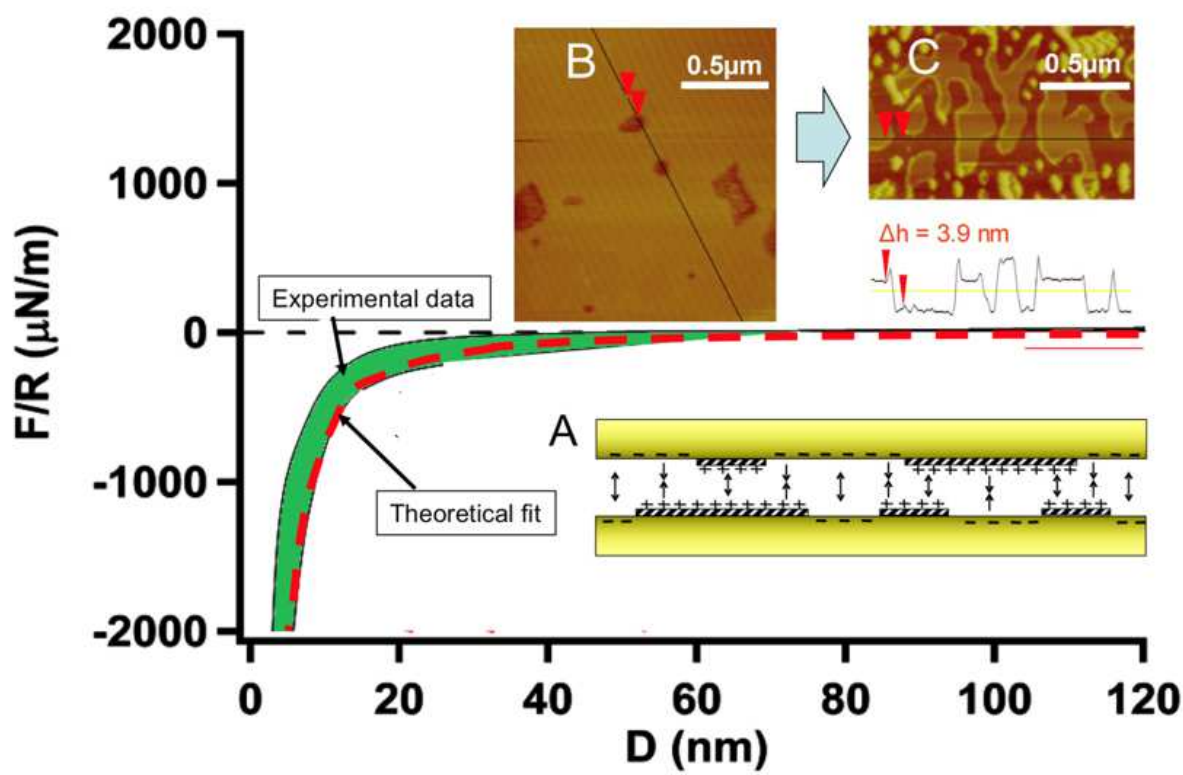 2000
1000
0
-1000
-2000
F/R (μN/m)
B
0.5μm
C
0.5μm
Δh = 3.9 nm
Experimental data
Theoretical fit
A
0 20 40 60 80 100 120
D (nm)